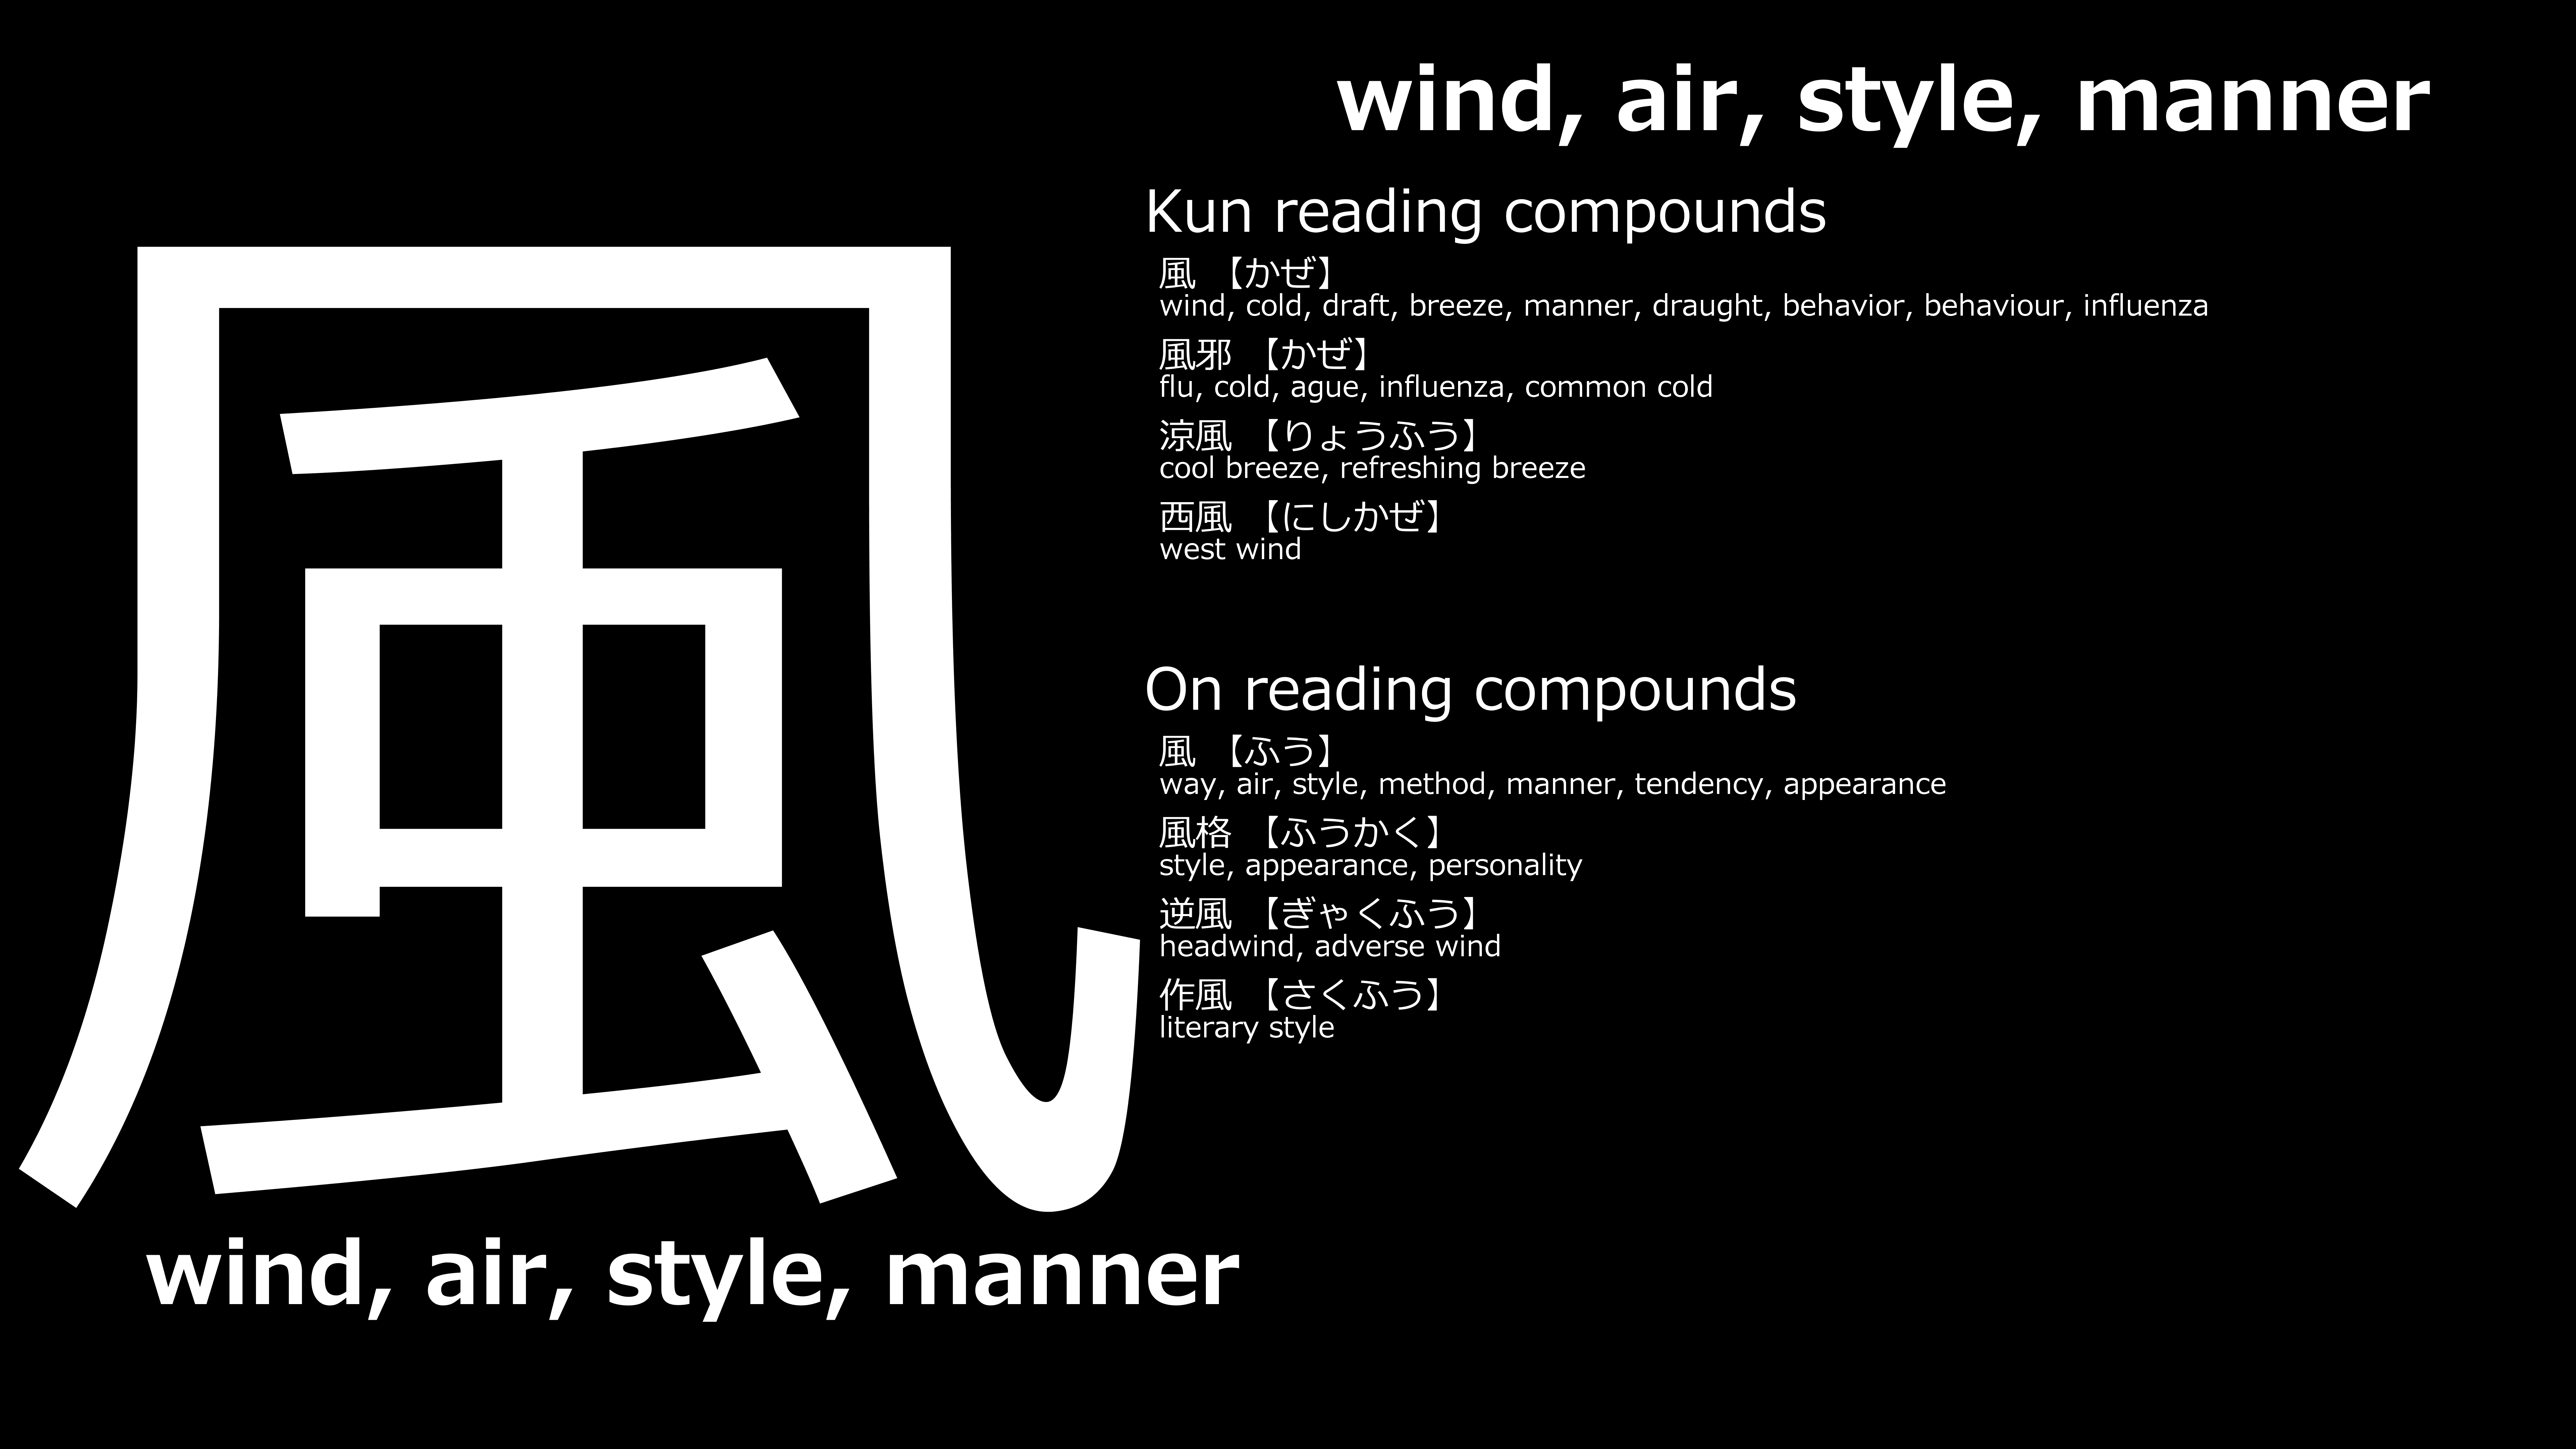 風
wind, air, style, manner
wind, air, style, manner
Kun reading compounds
風 【かぜ】
wind, cold, draft, breeze, manner, draught, behavior, behaviour, influenza
風邪 【かぜ】
flu, cold, ague, influenza, common cold
涼風 【りょうふう】
cool breeze, refreshing breeze
西風 【にしかぜ】
west wind
On reading compounds
風 【ふう】
way, air, style, method, manner, tendency, appearance
風格 【ふうかく】
style, appearance, personality
逆風 【ぎゃくふう】
headwind, adverse wind
作風 【さくふう】
literary style